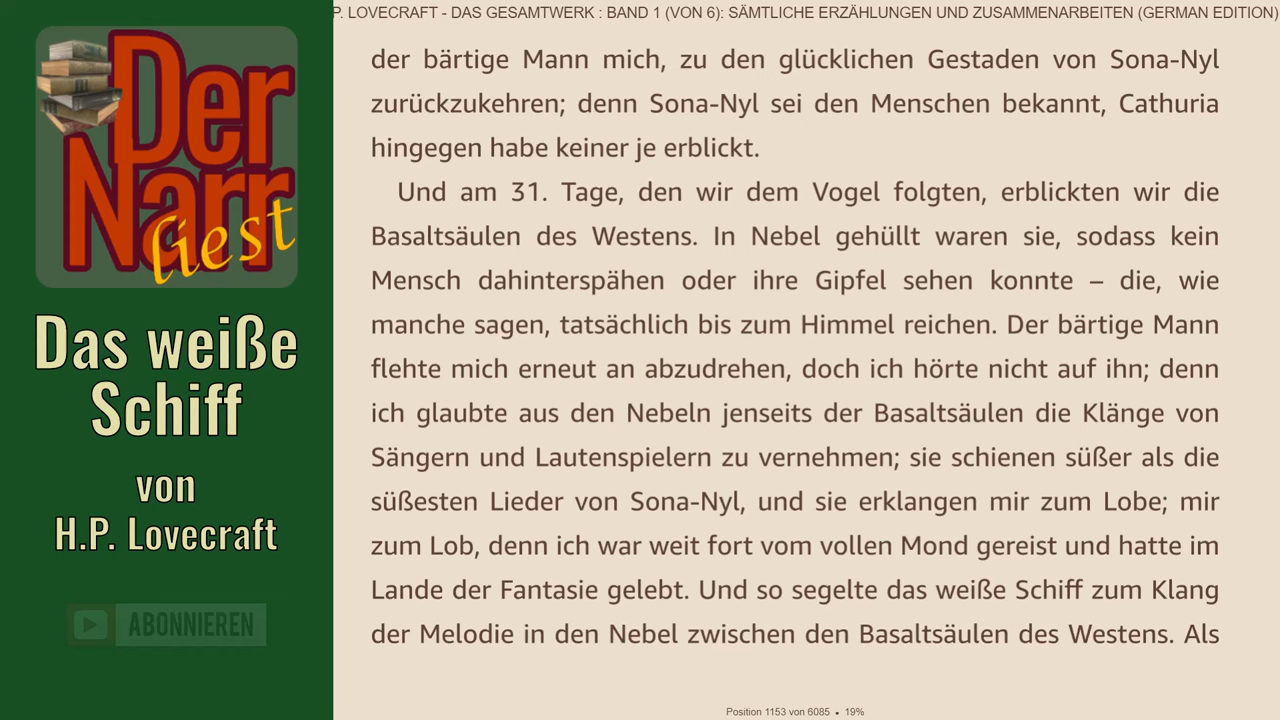 P. LOVECRAFT - DAS GESAMTWERK : BAND 1 (VON 6): SÄMTLICHE ERZÄHLUNGEN UND ZUSAMMENARBEITEN (GERMAN EDITION)
Der
Narr
liest
Das weiße
Schiff
von
H.P. Lovecraft
ABONNIEREN
der bärtige Mann mich, zu den glücklichen Gestaden von Sona-Nyl
zurückzukehren; denn Sona-Nyl sei den Menschen bekannt, Cathuria
hingegen habe keiner je erblickt.
Und am 31. Tage, den wir dem Vogel folgten, erblickten wir die
Basaltsäulen des Westens. In Nebel gehüllt waren sie, sodass kein
Mensch dahinterspähen oder ihre Gipfel sehen konnte – die, wie
manche sagen, tatsächlich bis zum Himmel reichen. Der bärtige Mann
flehte mich erneut an abzudrehen, doch ich hörte nicht auf ihn; denn
ich glaubte aus den Nebeln jenseits der Basaltsäulen die Klänge von
Sängern und Lautenspielern zu vernehmen; sie schienen süßer als die
süßesten Lieder von Sona-Nyl, und sie erklangen mir zum Lobe; mir
zum Lob, denn ich war weit fort vom vollen Mond gereist und hatte im
Lande der Fantasie gelebt. Und so segelte das weiße Schiff zum Klang
der Melodie in den Nebel zwischen den Basaltsäulen des Westens. Als
Position 1153 von 6085 • 19%